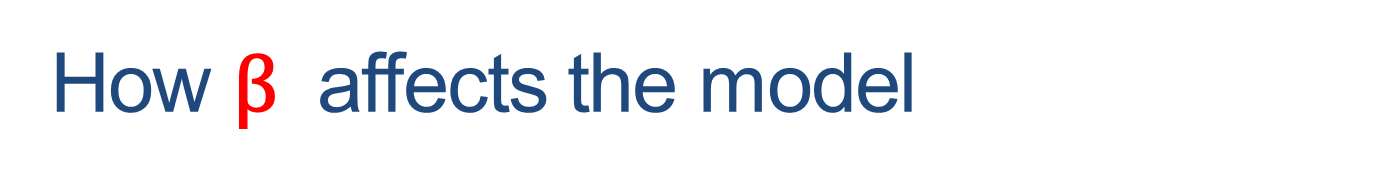 How β affects the model